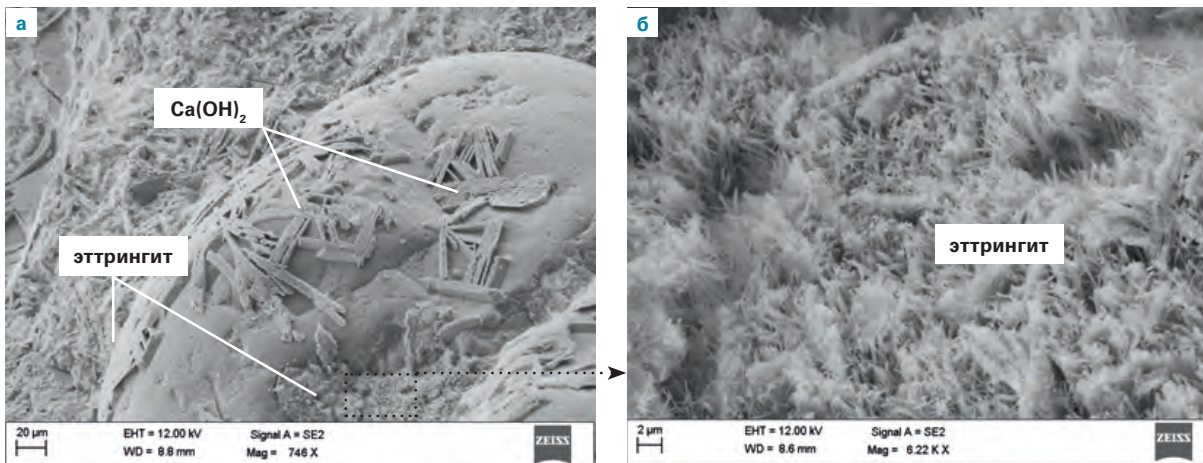 а
Ca(OH)₂
эттрингит
20 µm
EHT = 12.00 kV
WD = 8.8 mm
Signal A = SE2
Mag = 746 X
ZEISS
б
эттрингит
2 µm
EHT = 12.00 kV
WD = 8.6 mm
Signal A = SE2
Mag = 6.22 K X
ZEISS